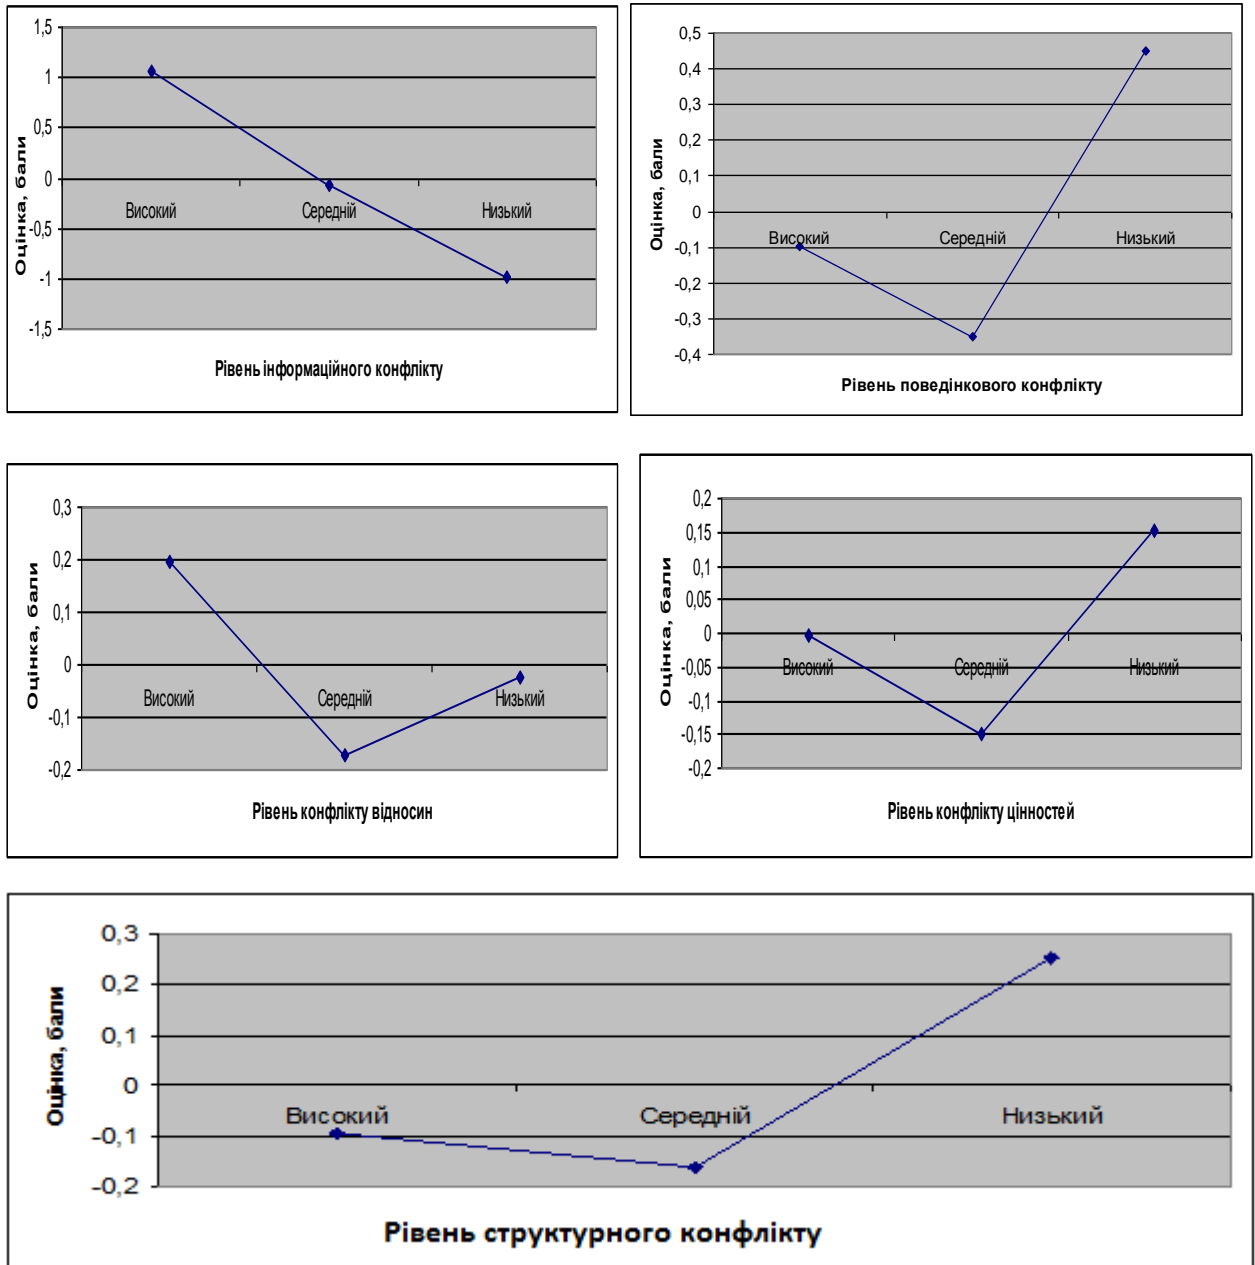 1,5
1
0,5
0
-0,5
-1
-1,5
Оцінка, бали
Високий Середній Низький
Рівень інформаційного конфлікту
0,5
0,4
0,3
0,2
0,1
0
-0,1
-0,2
-0,3
-0,4
Оцінка, бали
Високий Середній Низький
Рівень поведінкового конфлікту
0,3
0,2
0,1
0
-0,1
-0,2
Оцінка, бали
Високий Середній Низький
Рівень конфлікту відносин
0,2
0,15
0,1
0,05
0
-0,05
-0,1
-0,15
-0,2
Оцінка, бали
Високий Середній Низький
Рівень конфлікту цінностей
0,3
0,2
0,1
0
-0,1
-0,2
Оцінка, бали
Високий Середній Низький
Рівень структурного конфлікту